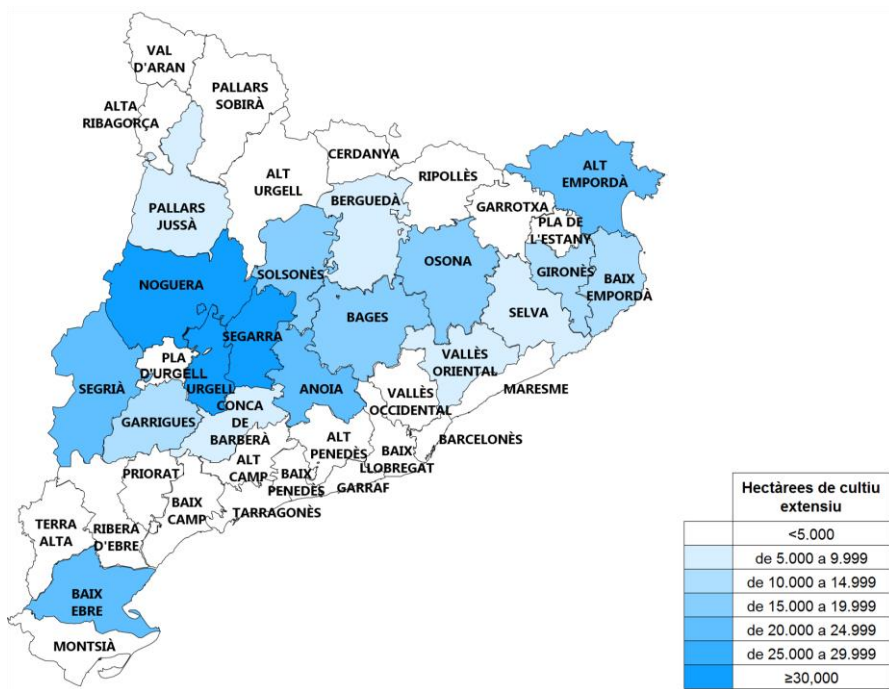 VAL
D'ARAN
PALLARS
SOBIRÀ
ALTA
RIBAGORÇA
CERDANYA
ALT
URGELL
RIPOLLÈS
ALT
EMPORDÀ
BERGUEDÀ
GARROTXA
PALLARS
JUSSÀ
PLA DE
L'ESTANY
OSONA
GIRONÈS
SOLSONÈS
BAIX
EMPORDÀ
NOGUERA
SELVA
BAGES
SEGARRA
PLA
D'URGELL
VALLÈS
ORIENTAL
SEGRIÀ
URGELL
ANOIA
MARESME
VALLÈS
OCCIDENTAL
CONCA
DE
BARBERÀ
GARRIGUES
ALT
PENEDÈS
BARCELONÈS
BAIX
LLOBREGAT
ALT
CAMP
PRIORAT
BAIX
PENEDÈS
GARRAF
BAIX
CAMP
TARRAGONÈS
TERRA
ALTA
RIBERA
D'EBRE
BAIX
EBRE
MONTSIÀ
Hectàrees de cultiu
extensiu
<5.000
de 5.000 a 9.999
de 10.000 a 14.999
de 15.000 a 19.999
de 20.000 a 24.999
de 25.000 a 29.999
≥30,000